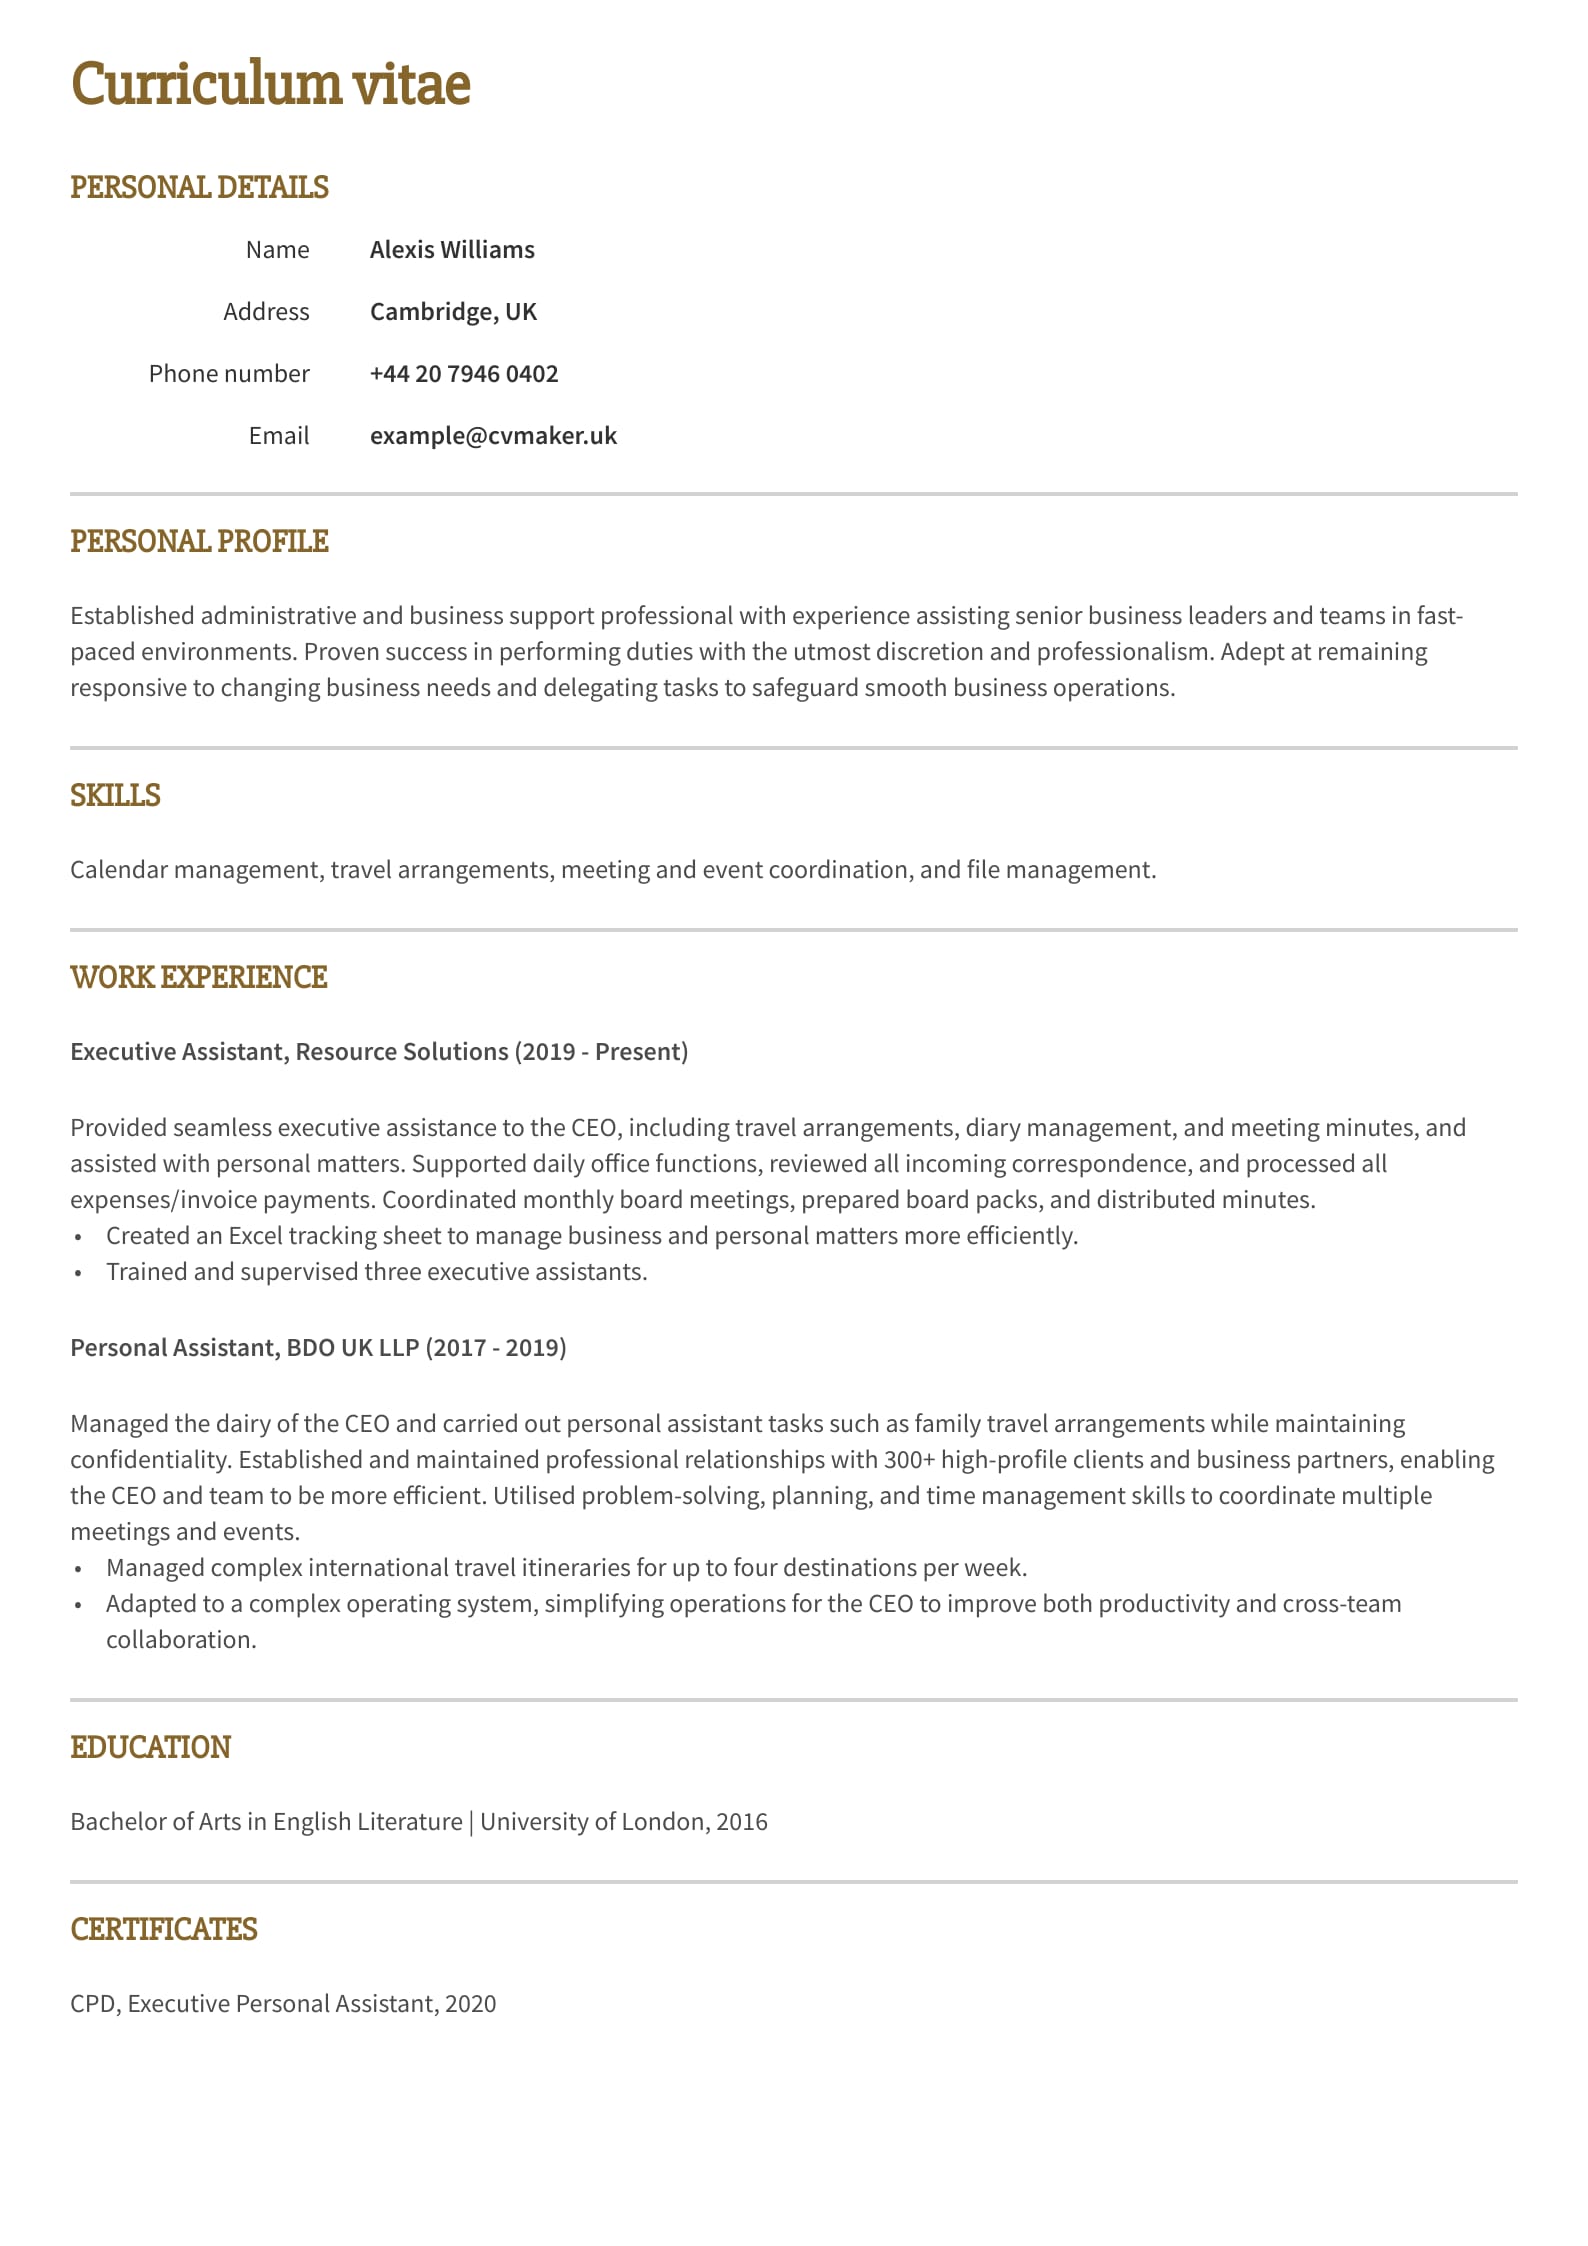 Curriculum vitae
PERSONAL DETAILS
Name Alexis Williams
Address Cambridge, UK
Phone number +44 20 7946 0402
Email example@cvmaker.uk
PERSONAL PROFILE
Established administrative and business support professional with experience assisting senior business leaders and teams in fast-
paced environments. Proven success in performing duties with the utmost discretion and professionalism. Adept at remaining
responsive to changing business needs and delegating tasks to safeguard smooth business operations.
SKILLS
Calendar management, travel arrangements, meeting and event coordination, and file management.
WORK EXPERIENCE
Executive Assistant, Resource Solutions (2019 - Present)
Provided seamless executive assistance to the CEO, including travel arrangements, diary management, and meeting minutes, and
assisted with personal matters. Supported daily office functions, reviewed all incoming correspondence, and processed all
expenses/invoice payments. Coordinated monthly board meetings, prepared board packs, and distributed minutes.
• Created an Excel tracking sheet to manage business and personal matters more efficiently.
• Trained and supervised three executive assistants.
Personal Assistant, BDO UK LLP (2017 - 2019)
Managed the dairy of the CEO and carried out personal assistant tasks such as family travel arrangements while maintaining
confidentiality. Established and maintained professional relationships with 300+ high-profile clients and business partners, enabling
the CEO and team to be more efficient. Utilised problem-solving, planning, and time management skills to coordinate multiple
meetings and events.
• Managed complex international travel itineraries for up to four destinations per week.
• Adapted to a complex operating system, simplifying operations for the CEO to improve both productivity and cross-team
collaboration.
EDUCATION
Bachelor of Arts in English Literature | University of London, 2016
CERTIFICATES
CPD, Executive Personal Assistant, 2020